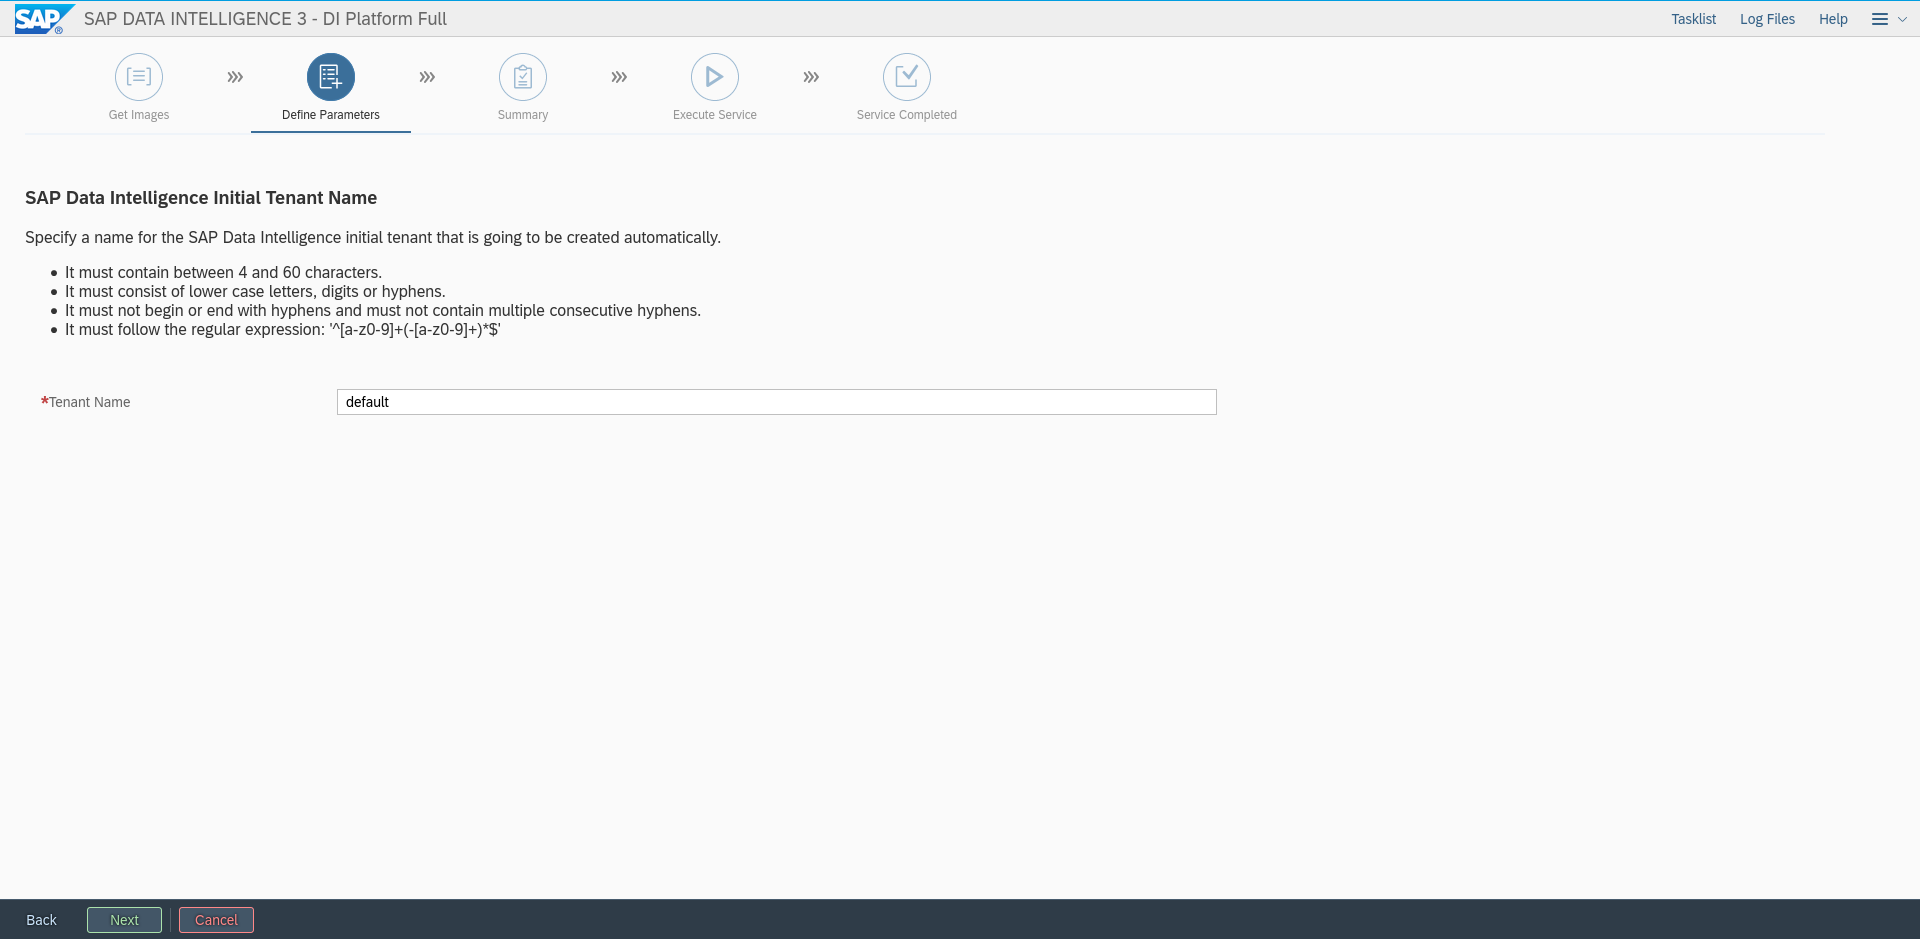 SAP ® SAP DATA INTELLIGENCE 3 - DI Platform Full Tasklist Log Files Help
Get Images Define Parameters Summary Execute Service Service Completed
SAP Data Intelligence Initial Tenant Name
Specify a name for the SAP Data Intelligence initial tenant that is going to be created automatically.
• It must contain between 4 and 60 characters.
• It must consist of lower case letters, digits or hyphens.
• It must not begin or end with hyphens and must not contain multiple consecutive hyphens.
• It must follow the regular expression: '^[a-z0-9]+(-[a-z0-9]+)*$'
*Tenant Name default
Back Next Cancel